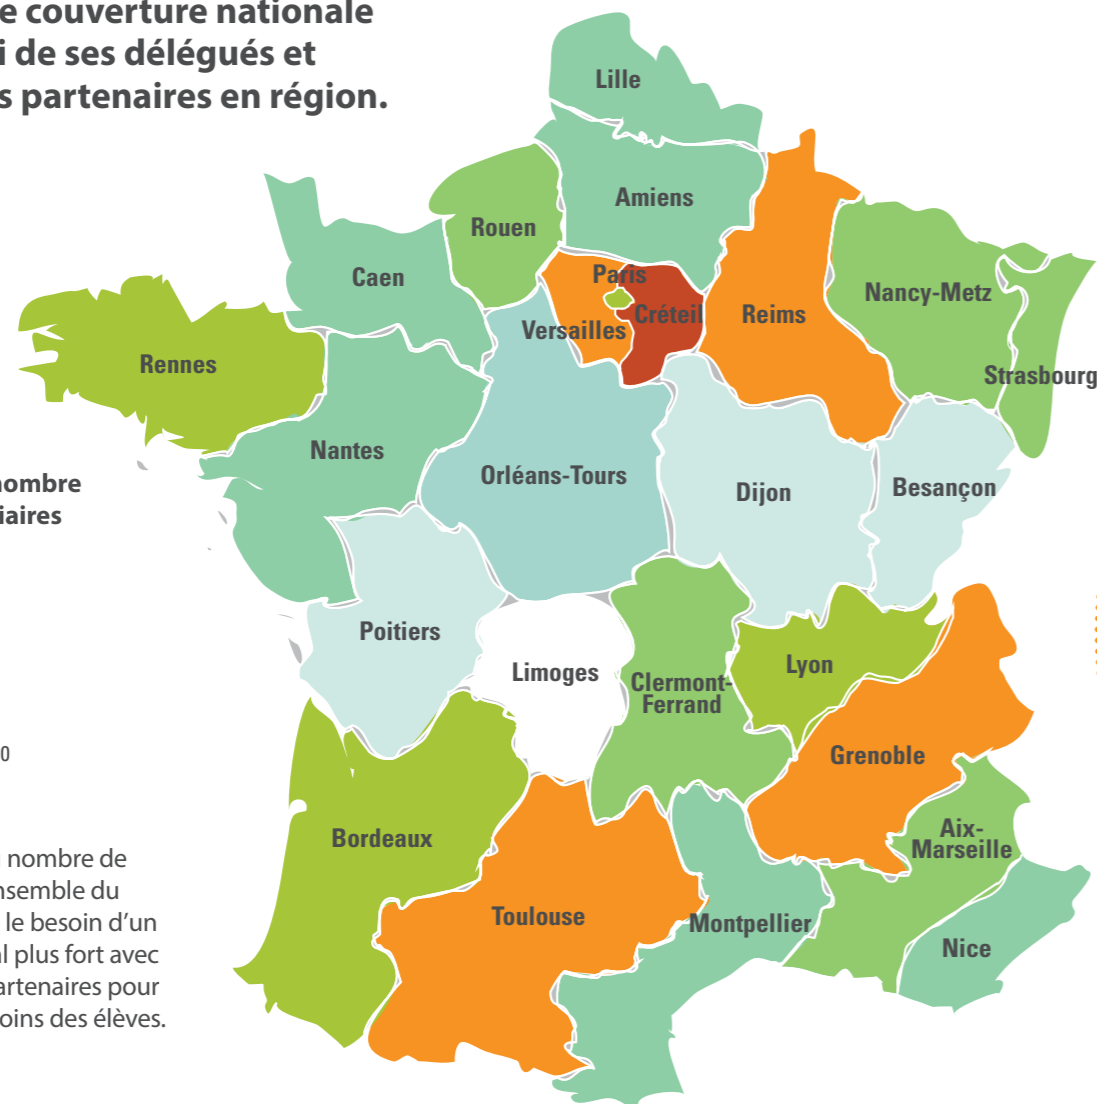 e couverture nationale
i de ses délégués et
s partenaires en région.
Lille
Amiens
Rouen
Caen
Paris
Créteil
Versailles
Reims
Nancy-Metz
Strasbourg
Rennes
Nantes
Orléans-Tours
Dijon
Besançon
nombre
iaires
Poitiers
Limoges
Clermont-
Ferrand
Lyon
Grenoble
0
Bordeaux
Aix-
Marseille
Toulouse
Montpellier
Nice
nombre de
nsemble du
le besoin d'un
al plus fort avec
artenaires pour
oins des élèves.